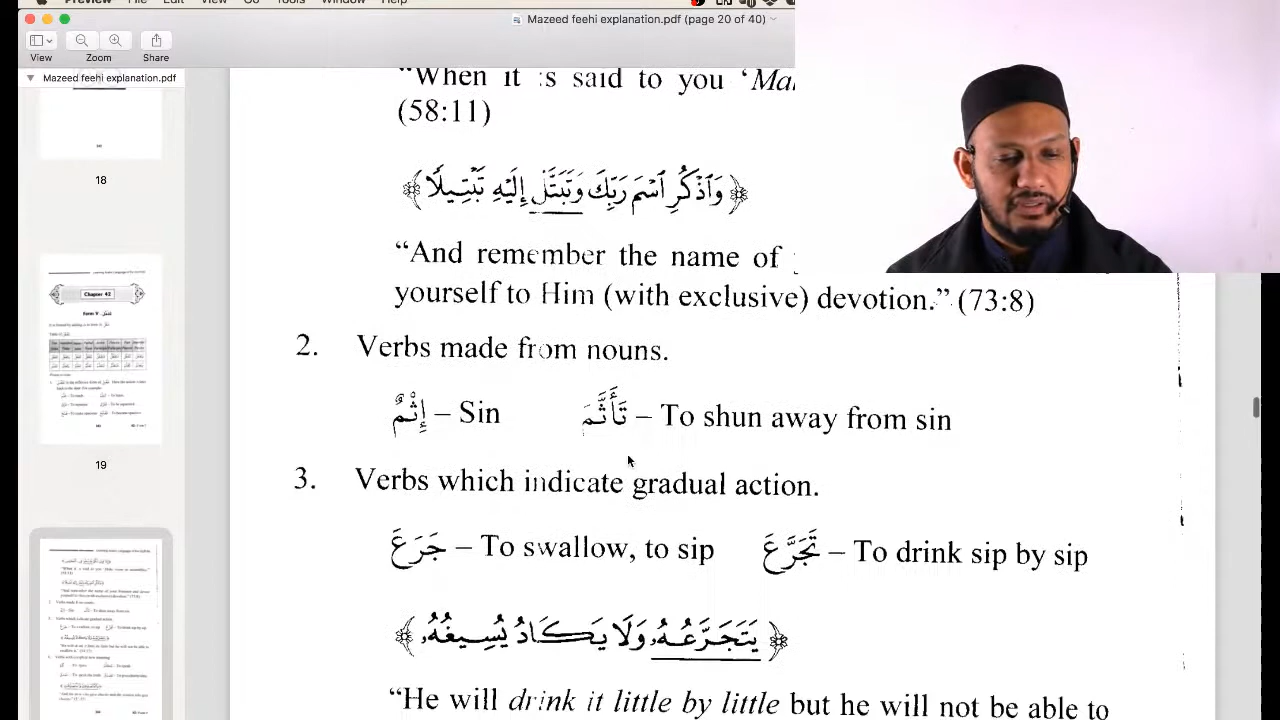 Preview File Edit View Go Tools Window Help
Mazeed feehi explanation.pdf (page 20 of 40)
View Zoom Share
Mazeed feehi explanation.pdf
18
Chapter 42
19
"When it is said to you 'Ma
(58:11)
﴿وَٱذْكُرِ ٱسْمَ رَبِّكَ وَتَبَتَّلْ إِلَيْهِ تَبْتِيلًا﴾
"And remember the name of
yourself to Him (with exclusive) devotion." (73:8)
2. Verbs made from nouns.
إِثْمٌ – Sin تَأَثَّمَ – To shun away from sin
3. Verbs which indicate gradual action.
جَرَعَ – To swallow, to sip تَجَرَّعَ – To drink sip by sip
﴿يَتَجَرَّعُهُۥ وَلَا يَكَادُ يُسِيغُهُۥ﴾
"He will drink it little by little but he will not be able to